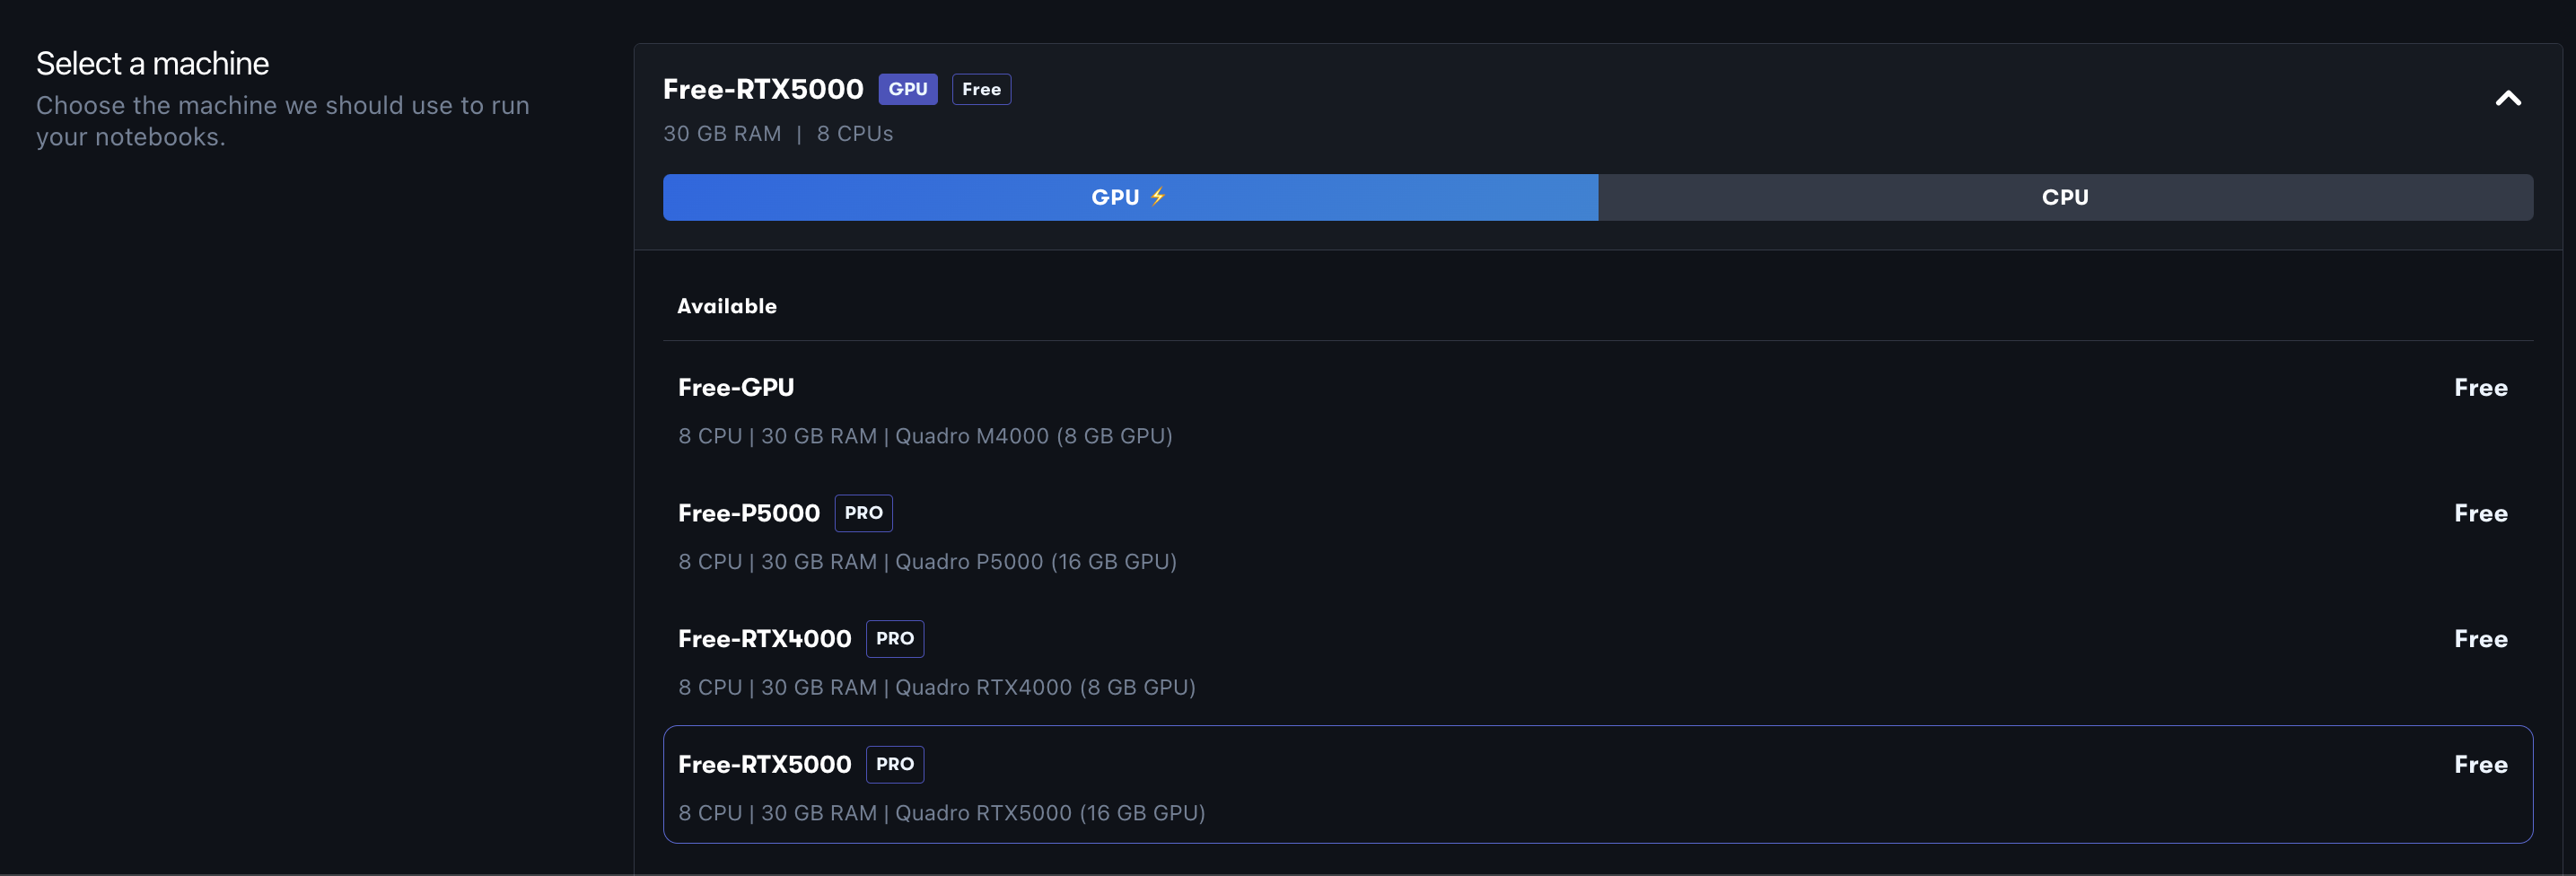 Select a machine
Choose the machine we should use to run
your notebooks.
Free-RTX5000 GPU Free
30 GB RAM | 8 CPUs
GPU ⚡ CPU
Available
Free-GPU Free
8 CPU | 30 GB RAM | Quadro M4000 (8 GB GPU)
Free-P5000 PRO Free
8 CPU | 30 GB RAM | Quadro P5000 (16 GB GPU)
Free-RTX4000 PRO Free
8 CPU | 30 GB RAM | Quadro RTX4000 (8 GB GPU)
Free-RTX5000 PRO Free
8 CPU | 30 GB RAM | Quadro RTX5000 (16 GB GPU)